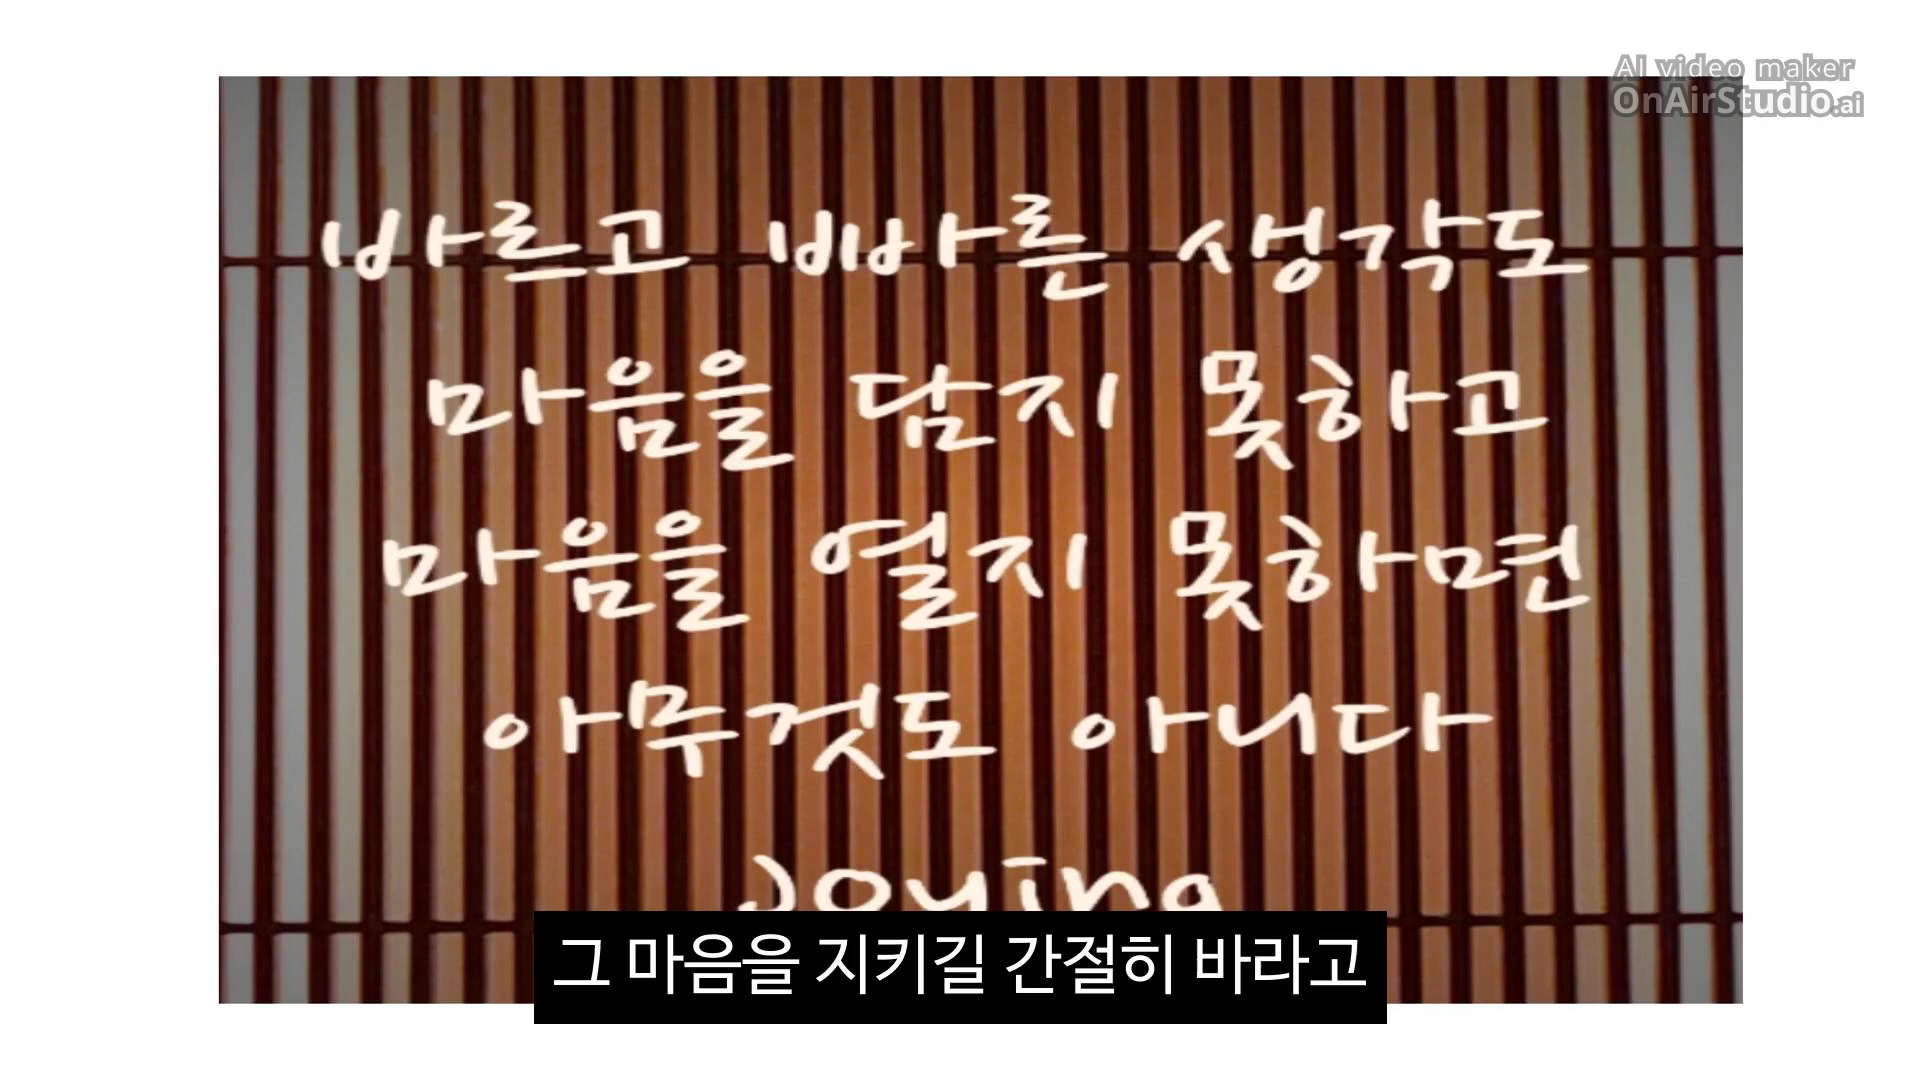 AI video maker
OnAirStudio.ai
바르고 빠른 생각도
마음을 담지 못하고
마음을 열지 못하면
아무것도 아니다
Joying
그 마음을 지키길 간절히 바라고